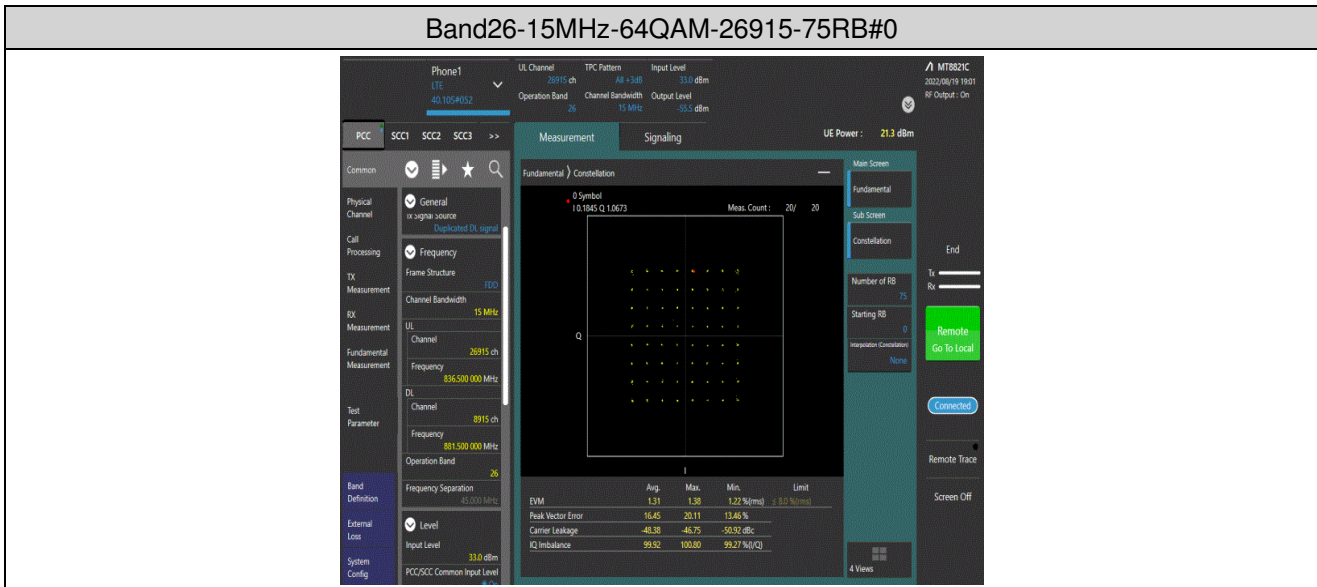 Band26-15MHz-64QAM-26915-75RB#0
Phone1
LTE
40.105#052
UL Channel TPC Pattern Input Level
26915 ch All +3dB 33.0 dBm
Operation Band Channel Bandwidth Output Level
26 15 MHz -55.5 dBm
MT8821C
2022/08/19 19:01
RF Output : On
PCC SCC1 SCC2 SCC3 >>
Measurement Signaling
UE Power : 21.3 dBm
Common
Physical
Channel
Call
Processing
TX
Measurement
RX
Measurement
Fundamental
Measurement
Test
Parameter
Band
Definition
External
Loss
System
Config
General
Tx Signal Source
Duplicated DL signal
Frequency
Frame Structure
FDD
Channel Bandwidth
15 MHz
UL
Channel
26915 ch
Frequency
836.500 000 MHz
DL
Channel
8915 ch
Frequency
881.500 000 MHz
Operation Band
26
Frequency Separation
45.000 MHz
Level
Input Level
33.0 dBm
PCC/SCC Common Input Level
On
Fundamental 〉 Constellation
0 Symbol
I 0.1845 Q 1.0673
Meas. Count : 20/ 20
Q
I
Avg. Max. Min. Limit
EVM 1.31 1.38 1.22 %(rms) ≤ 8.0 %(rms)
Peak Vector Error 16.45 20.11 13.46 %
Carrier Leakage -48.38 -46.75 -50.92 dBc
IQ Imbalance 99.92 100.80 99.27 %(I/Q)
Main Screen
Fundamental
Sub Screen
Constellation
Number of RB
75
Starting RB
0
Interpolation (Constellation)
None
4 Views
End
Tx
Rx
Remote
Go To Local
Connected
Remote Trace
Screen Off